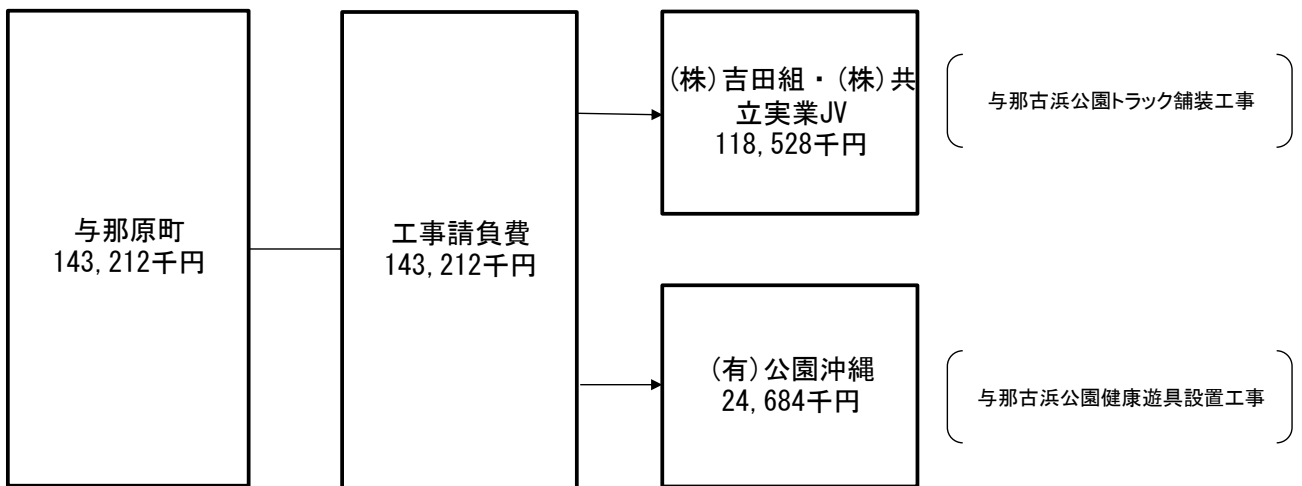 与那原町
143,212千円
工事請負費
143,212千円
(株)吉田組・(株)共
立実業JV
118,528千円
与那古浜公園トラック舗装工事
(有)公園沖縄
24,684千円
与那古浜公園健康遊具設置工事